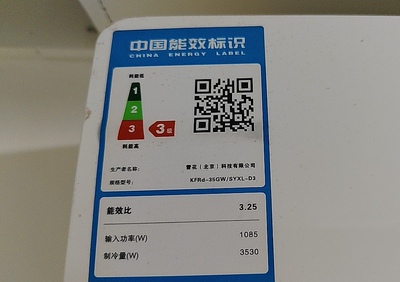 中国能效标识
CHINA ENERGY LABEL
耗能低
1
2
3
3级
耗能高
生产者名称: 雪花(北京)科技有限公司
规格型号: KFRd-35GW/SYXL-D3
能效比 3.25
输入功率(W) 1085
制冷量(W) 3530